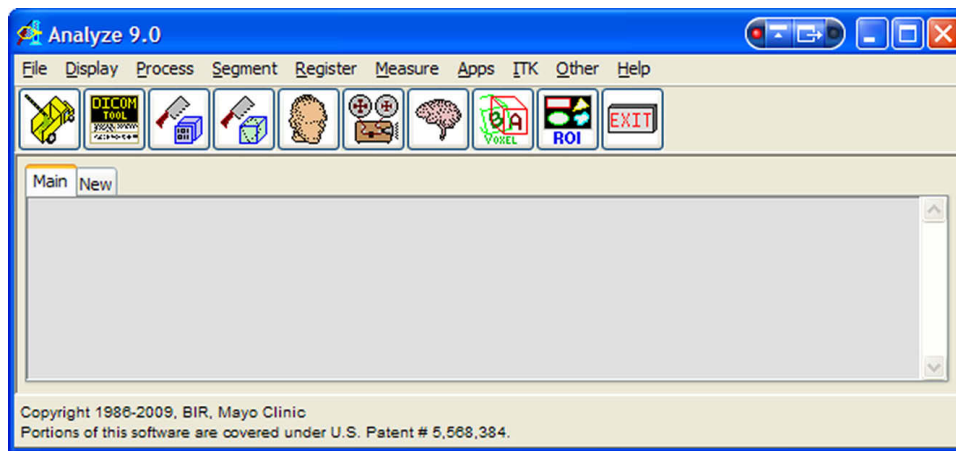 Analyze 9.0
File Display Process Segment Register Measure Apps ITK Other Help
DICOM TOOL B A VOXEL ROI EXIT
Main New
Copyright 1986-2009, BIR, Mayo Clinic
Portions of this software are covered under U.S. Patent # 5,568,384.